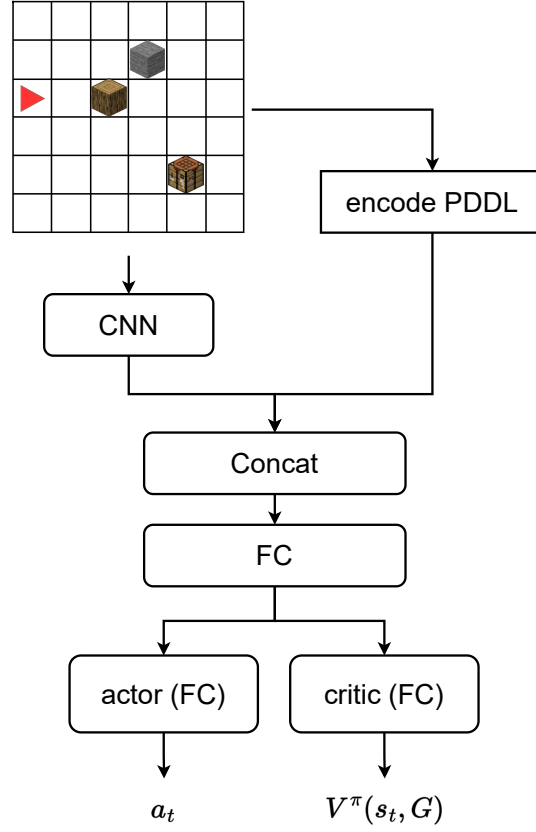 encode PDDL
CNN
Concat
FC
actor (FC)
critic (FC)
a_t
V^π(s_t, G)